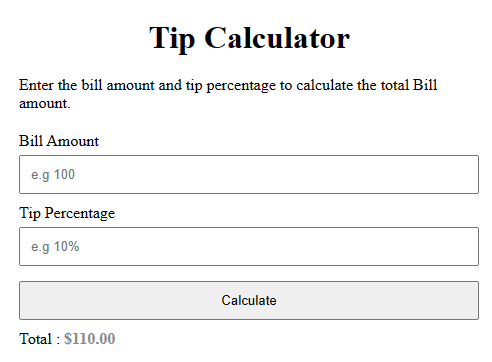 Tip Calculator
Enter the bill amount and tip percentage to calculate the total Bill
amount.
Bill Amount
e.g 100
Tip Percentage
e.g 10%
Calculate
Total : $110.00